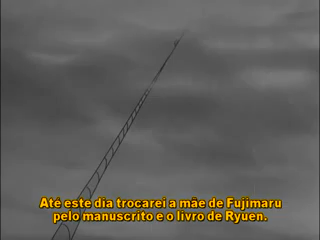 Até este dia trocarei a mãe de Fujimaru
pelo manuscrito e o livro de Ryuen.